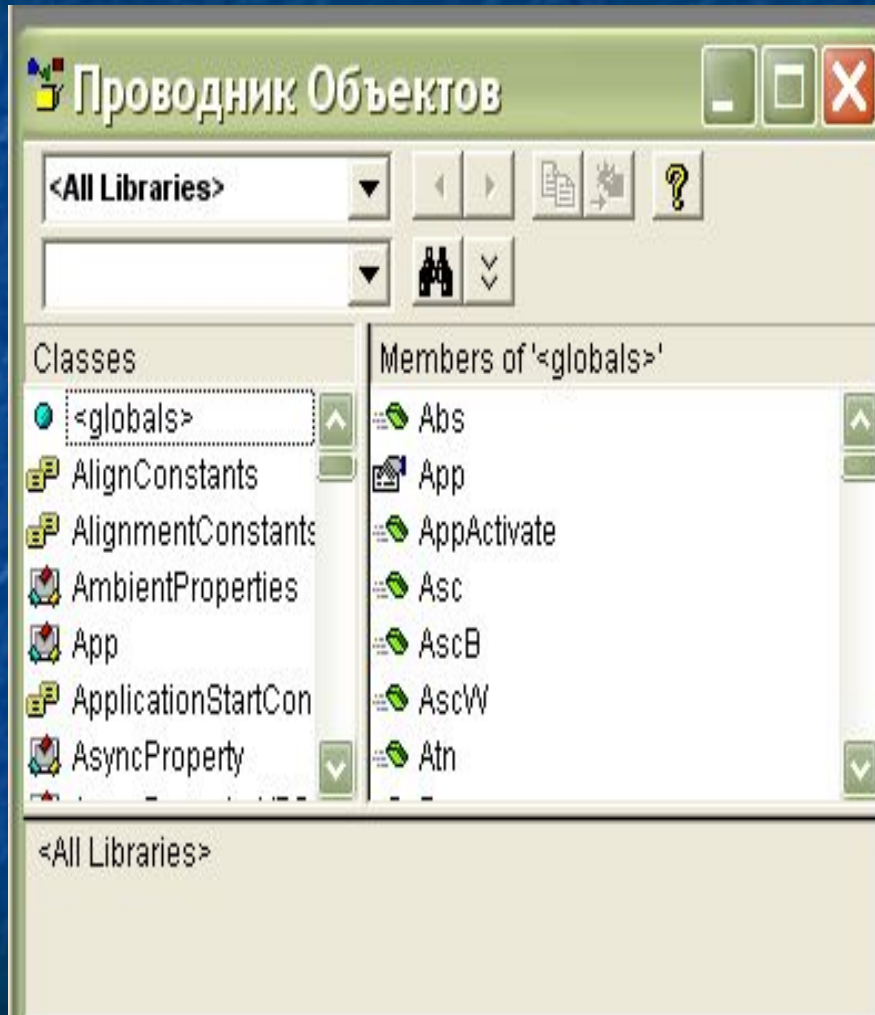 Проводник Объектов
<All Libraries>
Classes
Members of '<globals>'
<globals>
AlignConstants
AlignmentConstants
AmbientProperties
App
ApplicationStartCon
AsyncProperty
Abs
App
AppActivate
Asc
AscB
AscW
Atn
<All Libraries>